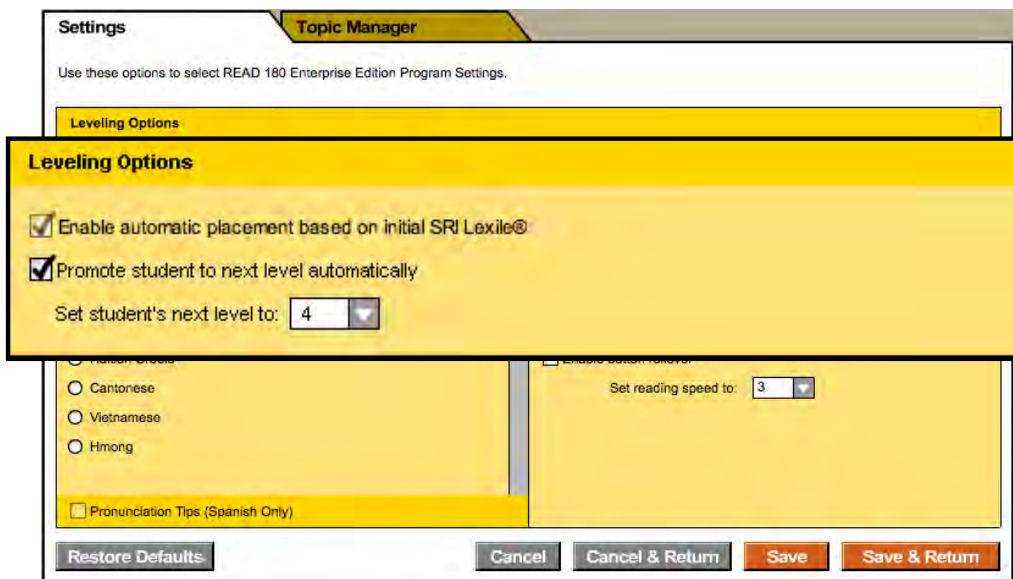 Settings
Topic Manager
Use these options to select READ 180 Enterprise Edition Program Settings.
Leveling Options
Leveling Options
Enable automatic placement based on initial SRI Lexile®
Promote student to next level automatically
Set student's next level to: 4
Cantonese
Set reading speed to: 3
Vietnamese
Hmong
Pronunciation Tips (Spanish Only)
Restore Defaults
Cancel
Cancel & Return
Save
Save & Return